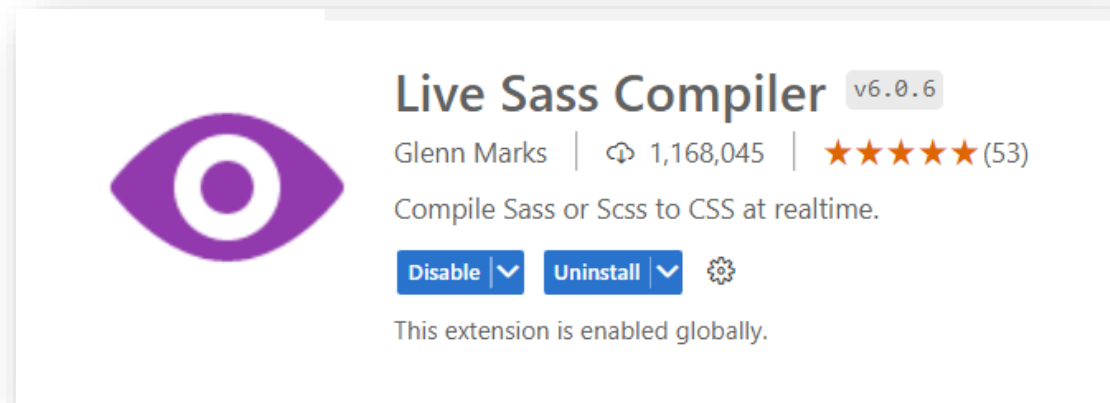 Live Sass Compiler v6.0.6
Glenn Marks 1,168,045 ★★★★★(53)
Compile Sass or Scss to CSS at realtime.
Disable Uninstall
This extension is enabled globally.